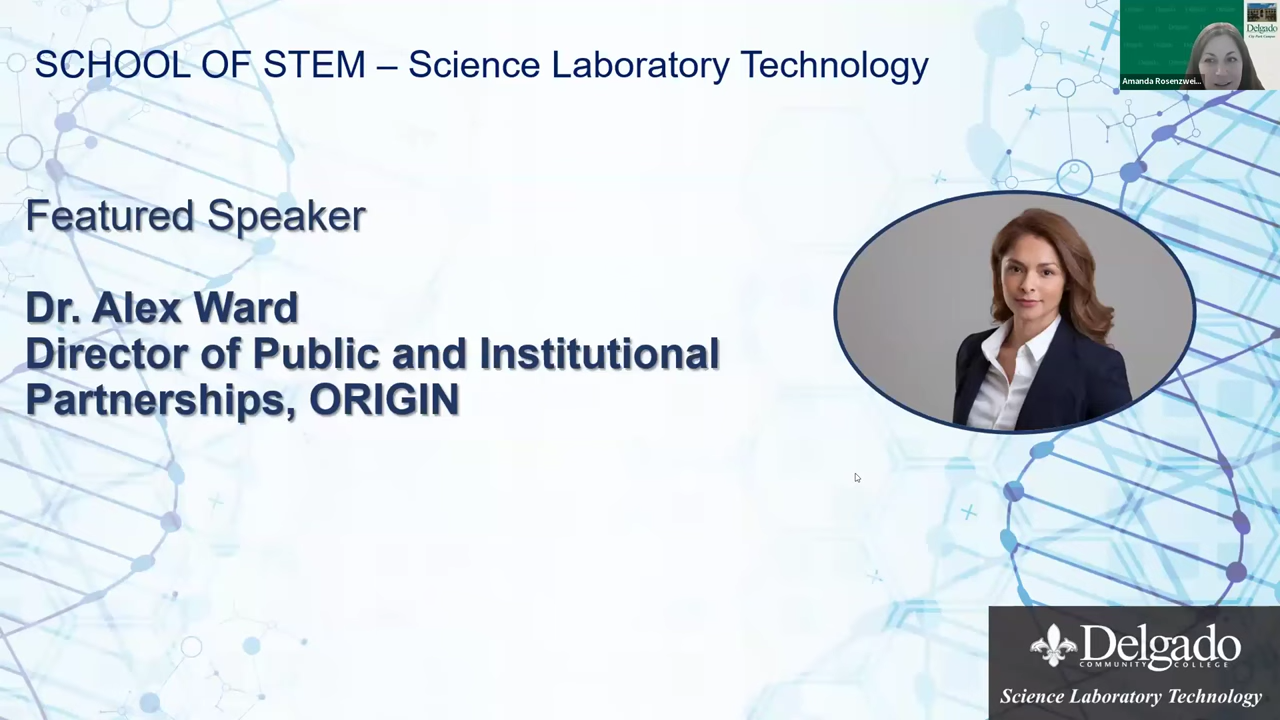 SCHOOL OF STEM – Science Laboratory Technology
Amanda Rosenzwei...
Delgado
Featured Speaker
Dr. Alex Ward
Director of Public and Institutional
Partnerships, ORIGIN
Delgado
COMMUNITY COLLEGE
Science Laboratory Technology